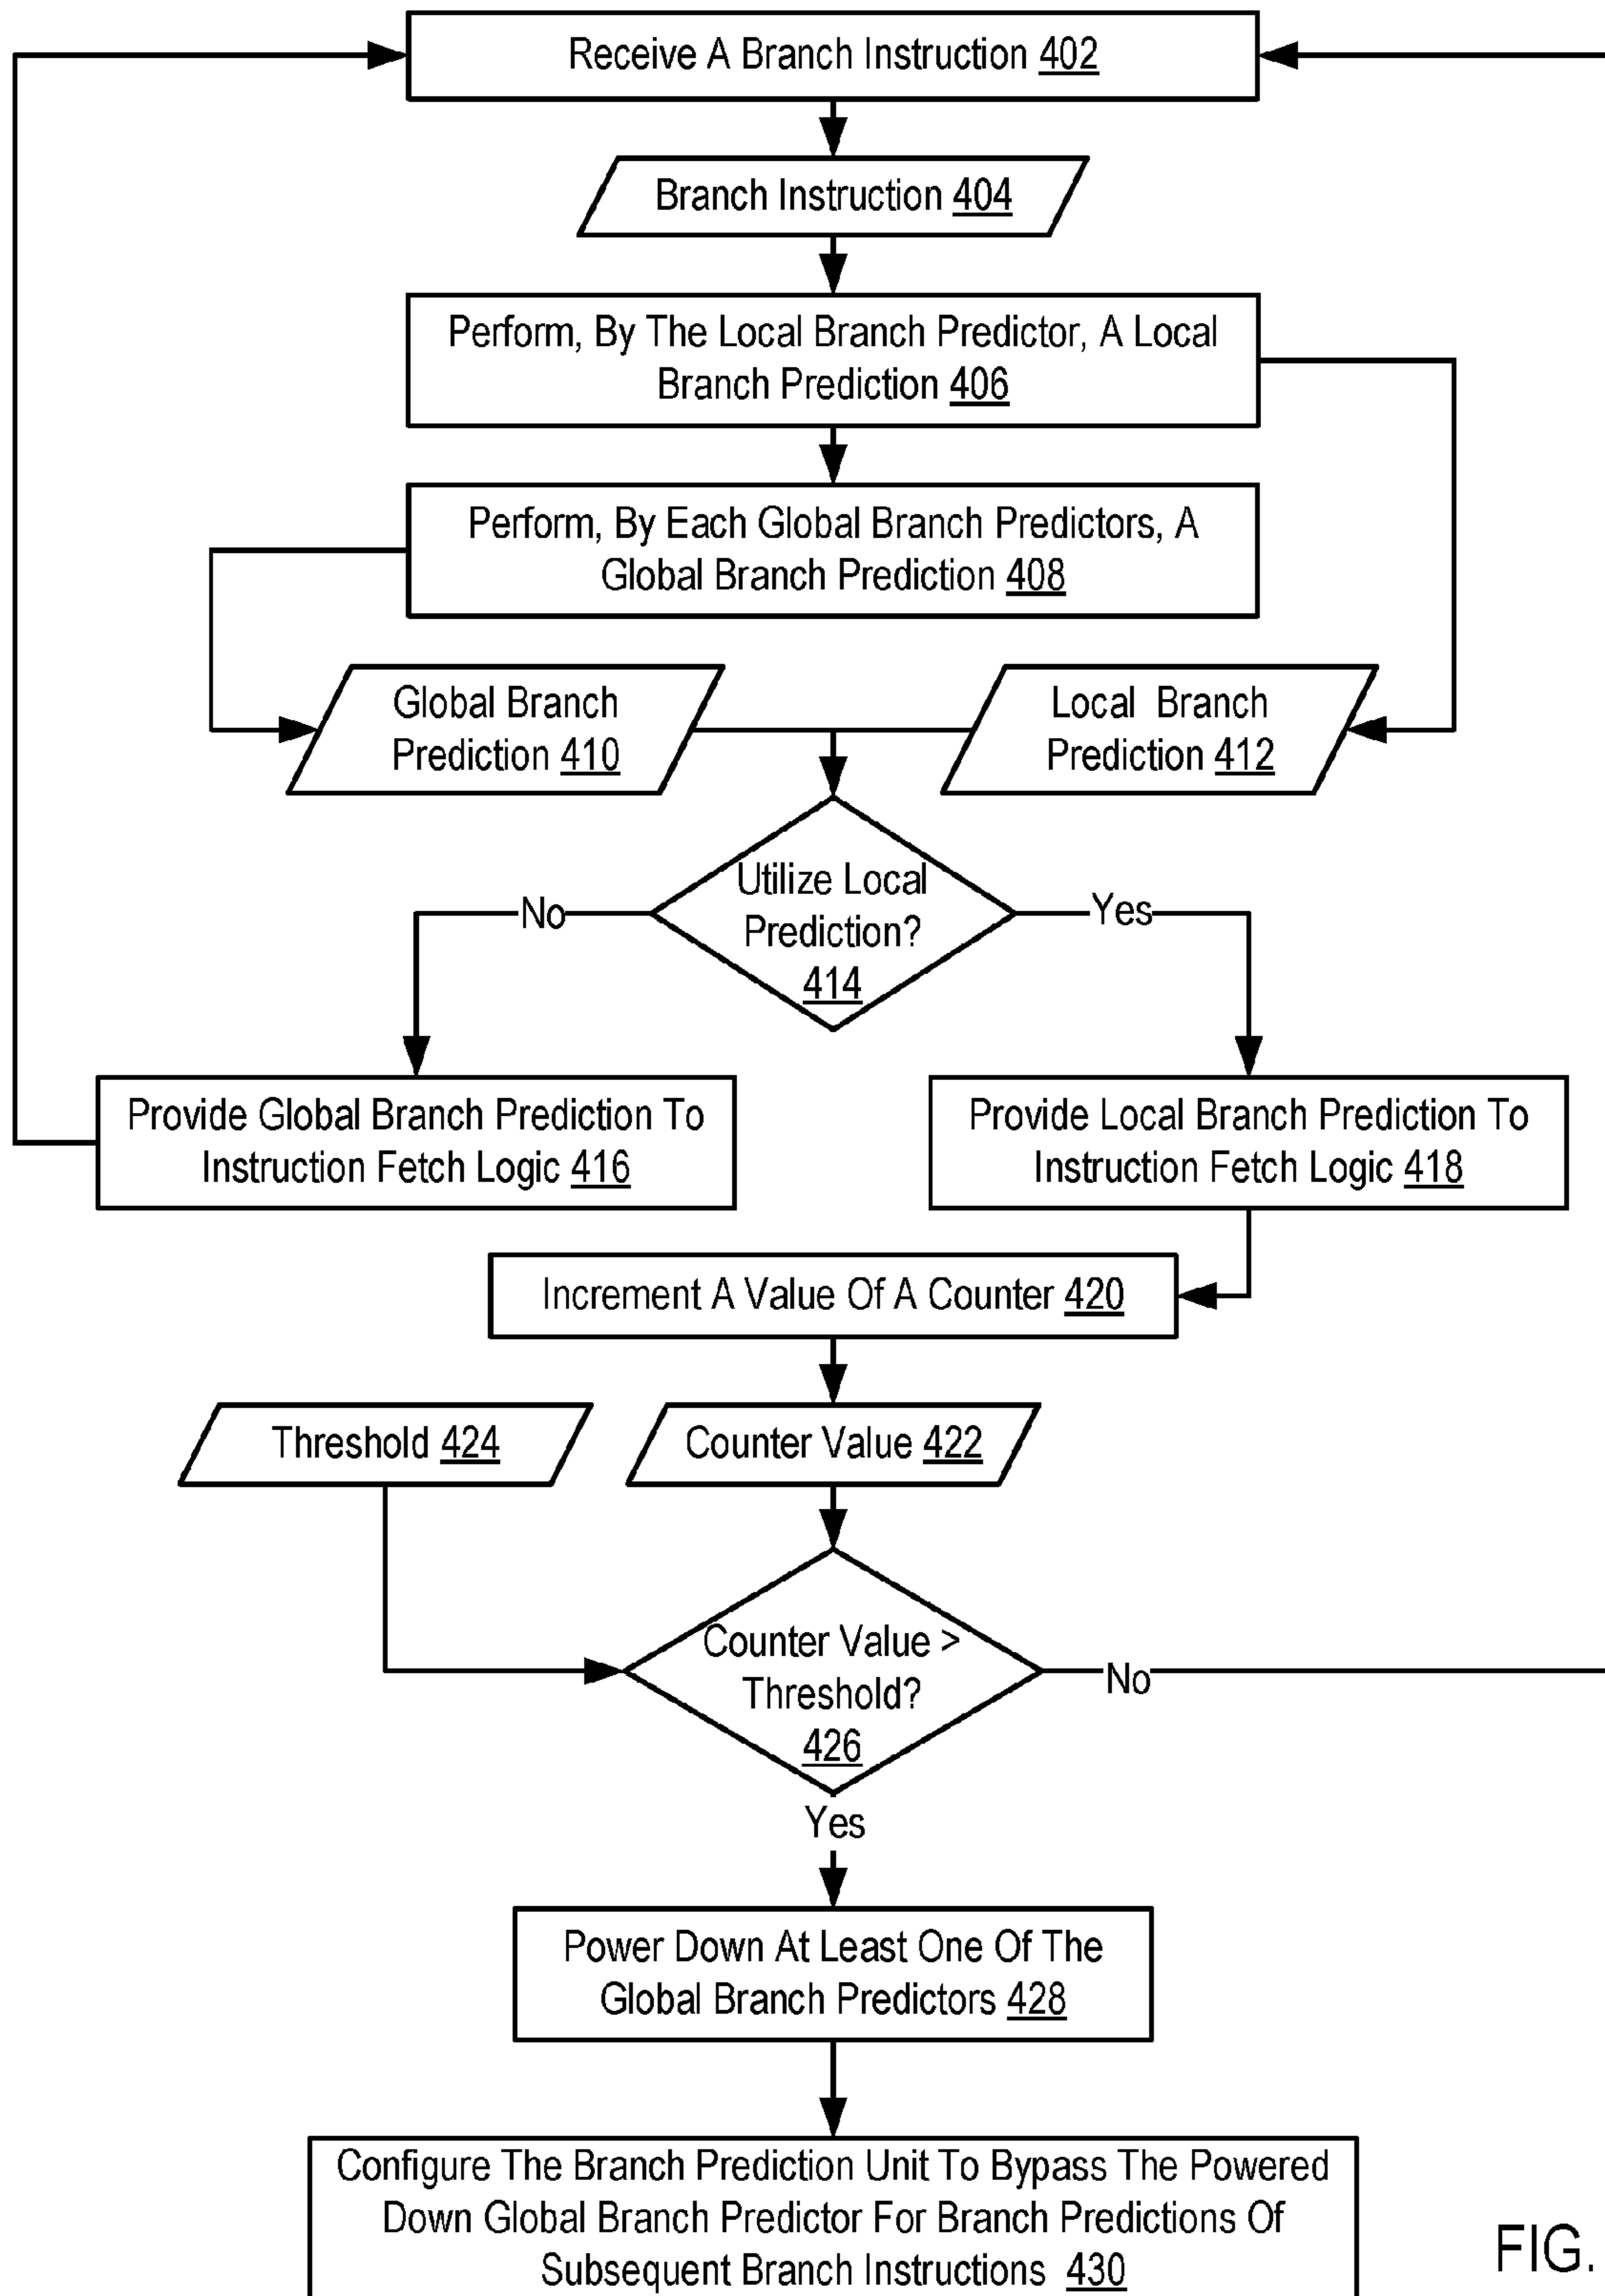 Receive A Branch Instruction 402
Branch Instruction 404
Perform, By The Local Branch Predictor, A Local
Branch Prediction 406
Perform, By Each Global Branch Predictors, A
Global Branch Prediction 408
Global Branch
Prediction 410
Local Branch
Prediction 412
Utilize Local
Prediction?
414
No
Yes
Provide Global Branch Prediction To
Instruction Fetch Logic 416
Provide Local Branch Prediction To
Instruction Fetch Logic 418
Increment A Value Of A Counter 420
Threshold 424
Counter Value 422
Counter Value >
Threshold?
426
No
Yes
Power Down At Least One Of The
Global Branch Predictors 428
Configure The Branch Prediction Unit To Bypass The Powered
Down Global Branch Predictor For Branch Predictions Of
Subsequent Branch Instructions 430
FIG.